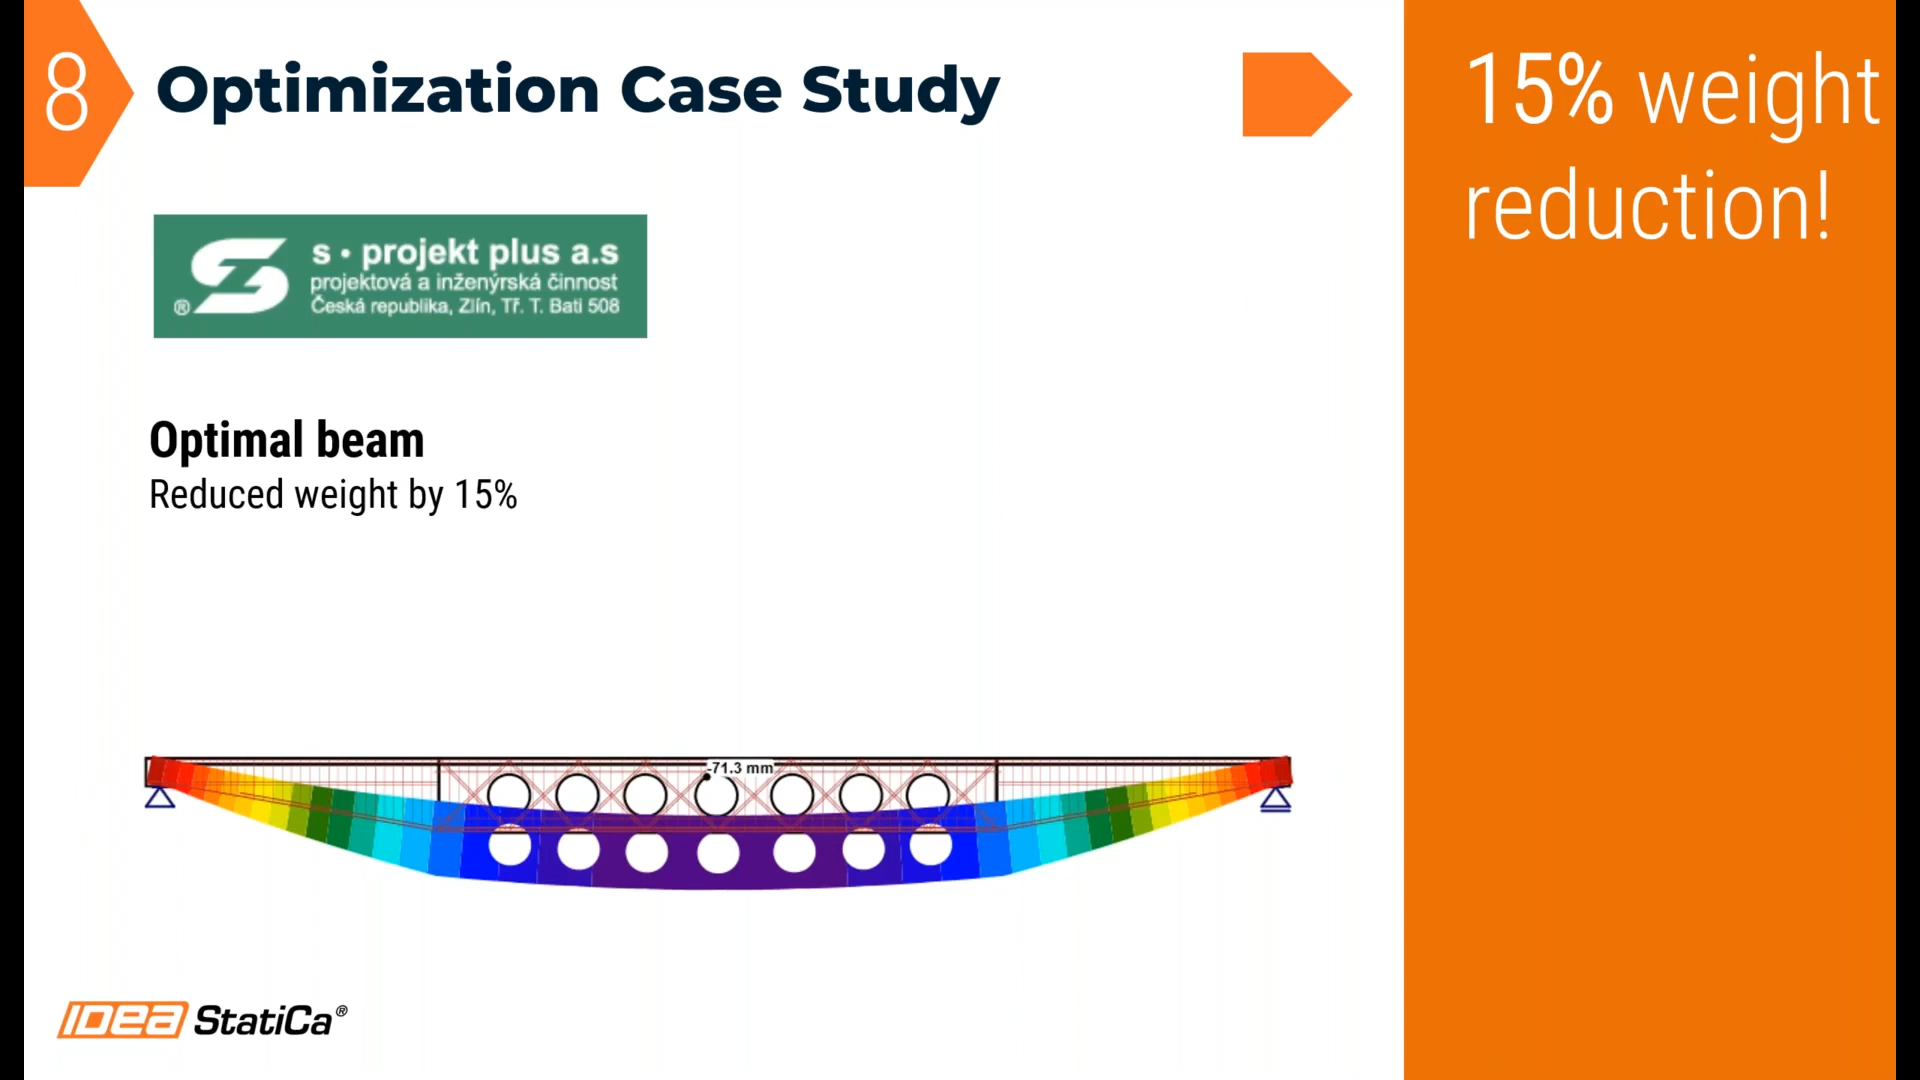 8
Optimization Case Study
15% weight
reduction!
s • projekt plus a.s
projektová a inženýrská činnost
® Česká republika, Zlín, Tř. T. Bati 508
Optimal beam
Reduced weight by 15%
-71.3 mm
IDEA StatiCa®